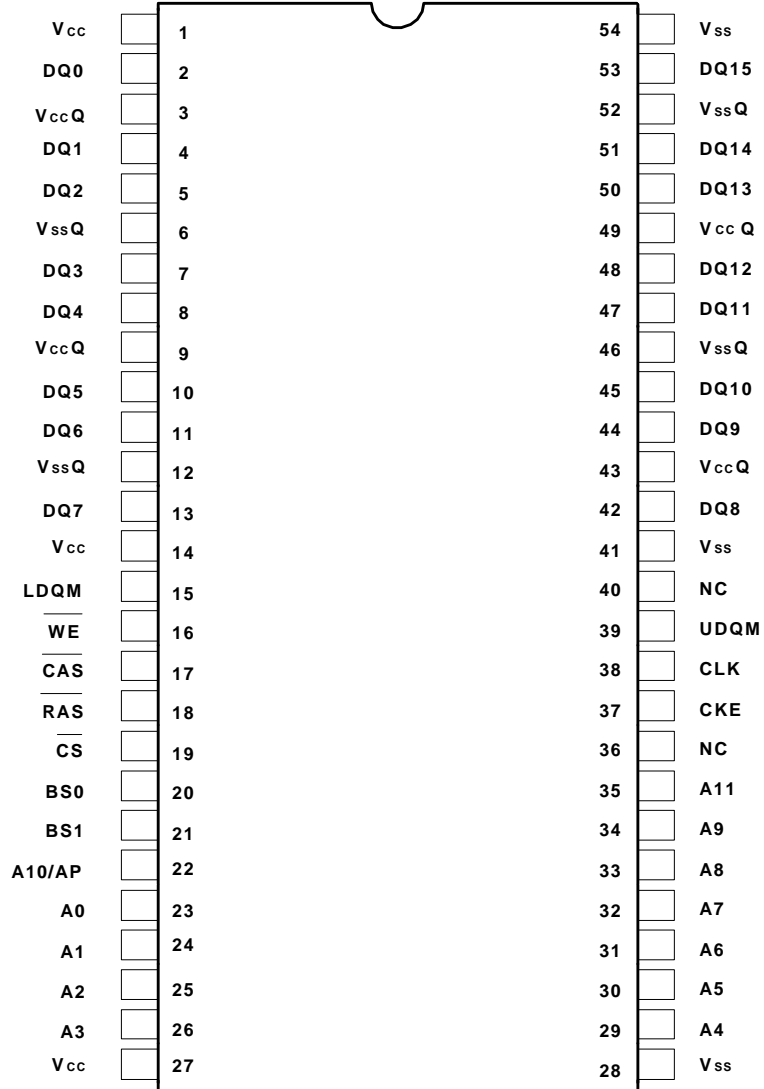 Vcc 1 54 Vss
DQ0 2 53 DQ15
VccQ 3 52 VssQ
DQ1 4 51 DQ14
DQ2 5 50 DQ13
VssQ 6 49 Vcc Q
DQ3 7 48 DQ12
DQ4 8 47 DQ11
VccQ 9 46 VssQ
DQ5 10 45 DQ10
DQ6 11 44 DQ9
VssQ 12 43 VccQ
DQ7 13 42 DQ8
Vcc 14 41 Vss
LDQM 15 40 NC
WE 16 39 UDQM
CAS 17 38 CLK
RAS 18 37 CKE
CS 19 36 NC
BS0 20 35 A11
BS1 21 34 A9
A10/AP 22 33 A8
A0 23 32 A7
A1 24 31 A6
A2 25 30 A5
A3 26 29 A4
Vcc 27 28 Vss